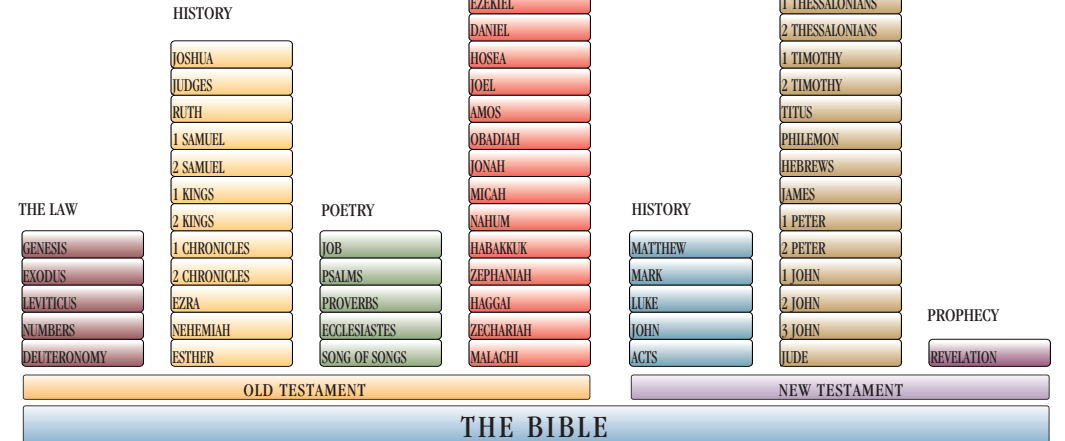 THE LAW
GENESIS
EXODUS
LEVITICUS
NUMBERS
DEUTERONOMY
HISTORY
JOSHUA
JUDGES
RUTH
1 SAMUEL
2 SAMUEL
1 KINGS
2 KINGS
1 CHRONICLES
2 CHRONICLES
EZRA
NEHEMIAH
ESTHER
POETRY
JOB
PSALMS
PROVERBS
ECCLESIASTES
SONG OF SONGS
EZEKIEL
DANIEL
HOSEA
JOEL
AMOS
OBADIAH
JONAH
MICAH
NAHUM
HABAKKUK
ZEPHANIAH
HAGGAI
ZECHARIAH
MALACHI
HISTORY
MATTHEW
MARK
LUKE
JOHN
ACTS
1 THESSALONIANS
2 THESSALONIANS
1 TIMOTHY
2 TIMOTHY
TITUS
PHILEMON
HEBREWS
JAMES
1 PETER
2 PETER
1 JOHN
2 JOHN
3 JOHN
JUDE
PROPHECY
REVELATION
OLD TESTAMENT
NEW TESTAMENT
THE BIBLE